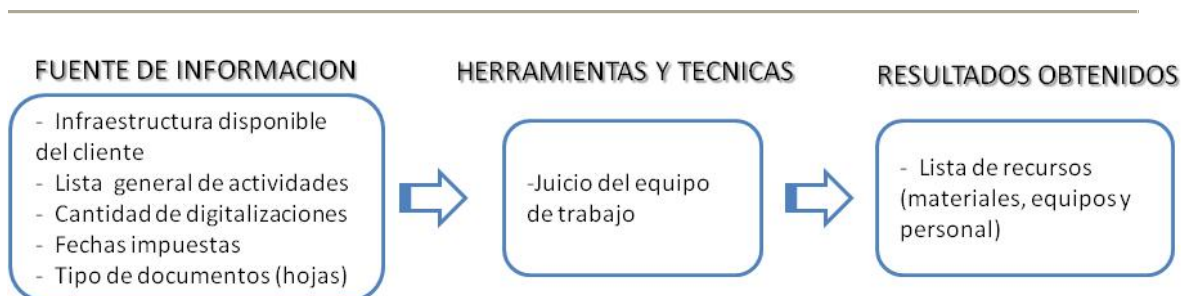 FUENTE DE INFORMACION
- Infraestructura disponible
del cliente
- Lista general de actividades
- Cantidad de digitalizaciones
- Fechas impuestas
- Tipo de documentos (hojas)
HERRAMIENTAS Y TECNICAS
-Juicio del equipo
de trabajo
RESULTADOS OBTENIDOS
- Lista de recursos
(materiales, equipos y
personal)